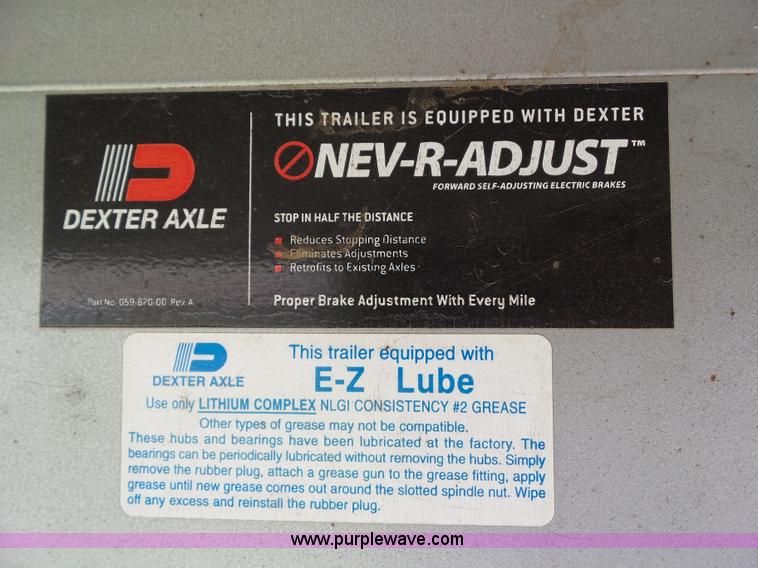 THIS TRAILER IS EQUIPPED WITH DEXTER
NEV-R-ADJUST™
FORWARD SELF-ADJUSTING ELECTRIC BRAKES
DEXTER AXLE
STOP IN HALF THE DISTANCE
Reduces Stopping Distance
Eliminates Adjustments
Retrofits to Existing Axles
Part No. 059-820-00 Rev. A
Proper Brake Adjustment With Every Mile
DEXTER AXLE
This trailer equipped with
E-Z Lube
Use only LITHIUM COMPLEX NLGI CONSISTENCY #2 GREASE
Other types of grease may not be compatible.
These hubs and bearings have been lubricated at the factory. The
bearings can be periodically lubricated without removing the hubs. Simply
remove the rubber plug, attach a grease gun to the grease fitting, apply
grease until new grease comes out around the slotted spindle nut. Wipe
off any excess and reinstall the rubber plug.
www.purplewave.com